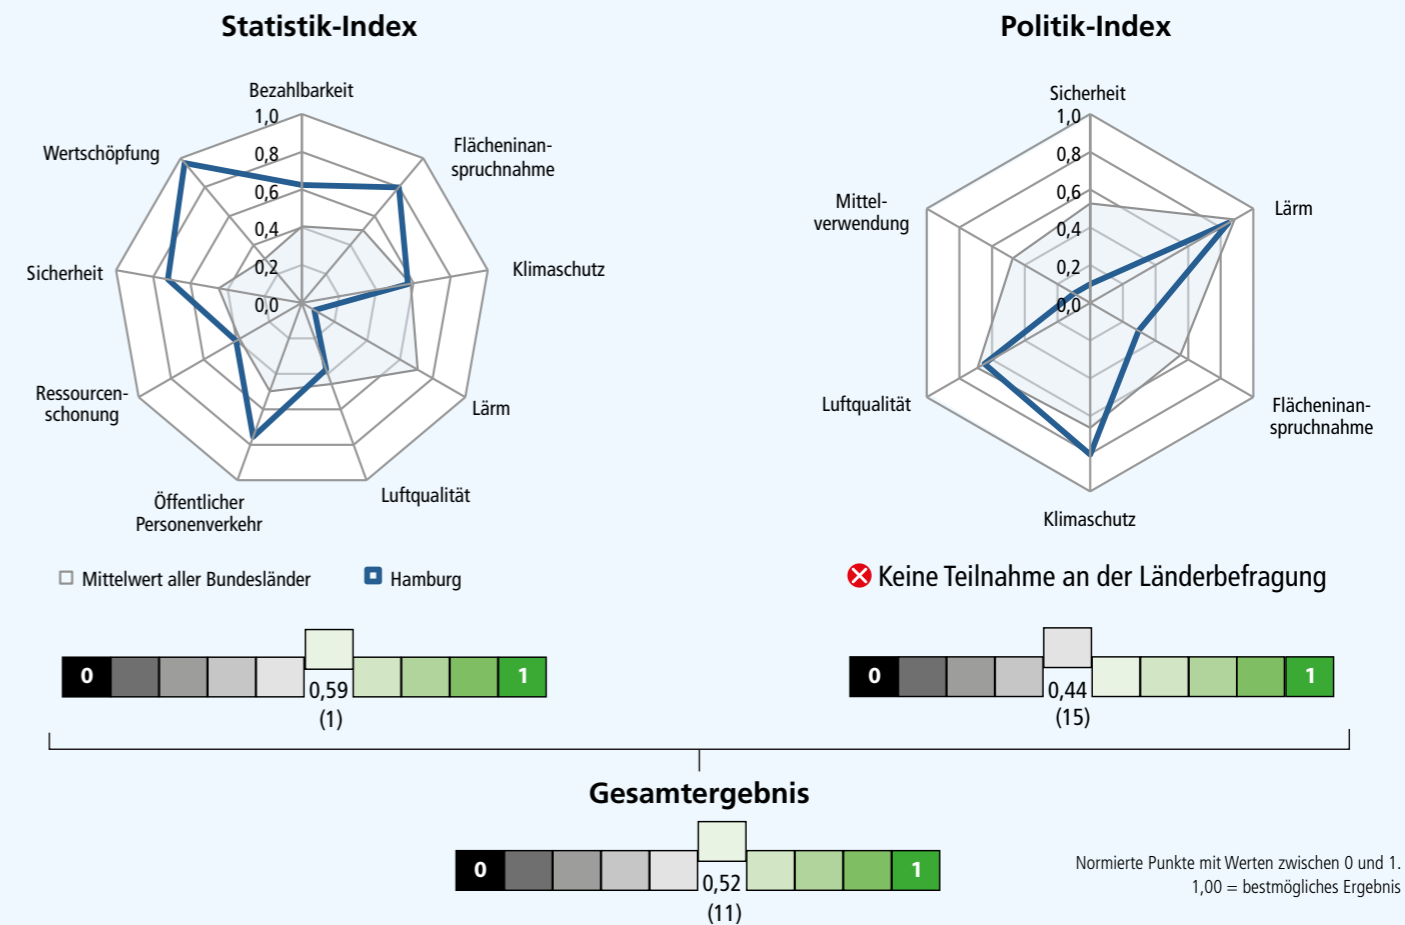 Statistik-Index
Bezahlbarkeit
1,0
0,8
0,6
0,4
0,2
0,0
Flächeninan-
spruchnahme
Klimaschutz
Lärm
Luftqualität
Öffentlicher
Personenverkehr
Ressourcen-
schonung
Sicherheit
Wertschöpfung
Mittelwert aller Bundesländer
Hamburg
0
1
0,59
(1)
Politik-Index
Sicherheit
1,0
0,8
0,6
0,4
0,2
0,0
Lärm
Flächeninan-
spruchnahme
Klimaschutz
Luftqualität
Mittel-
verwendung
Keine Teilnahme an der Länderbefragung
0
1
0,44
(15)
Gesamtergebnis
0
1
0,52
(11)
Normierte Punkte mit Werten zwischen 0 und 1.
1,00 = bestmögliches Ergebnis